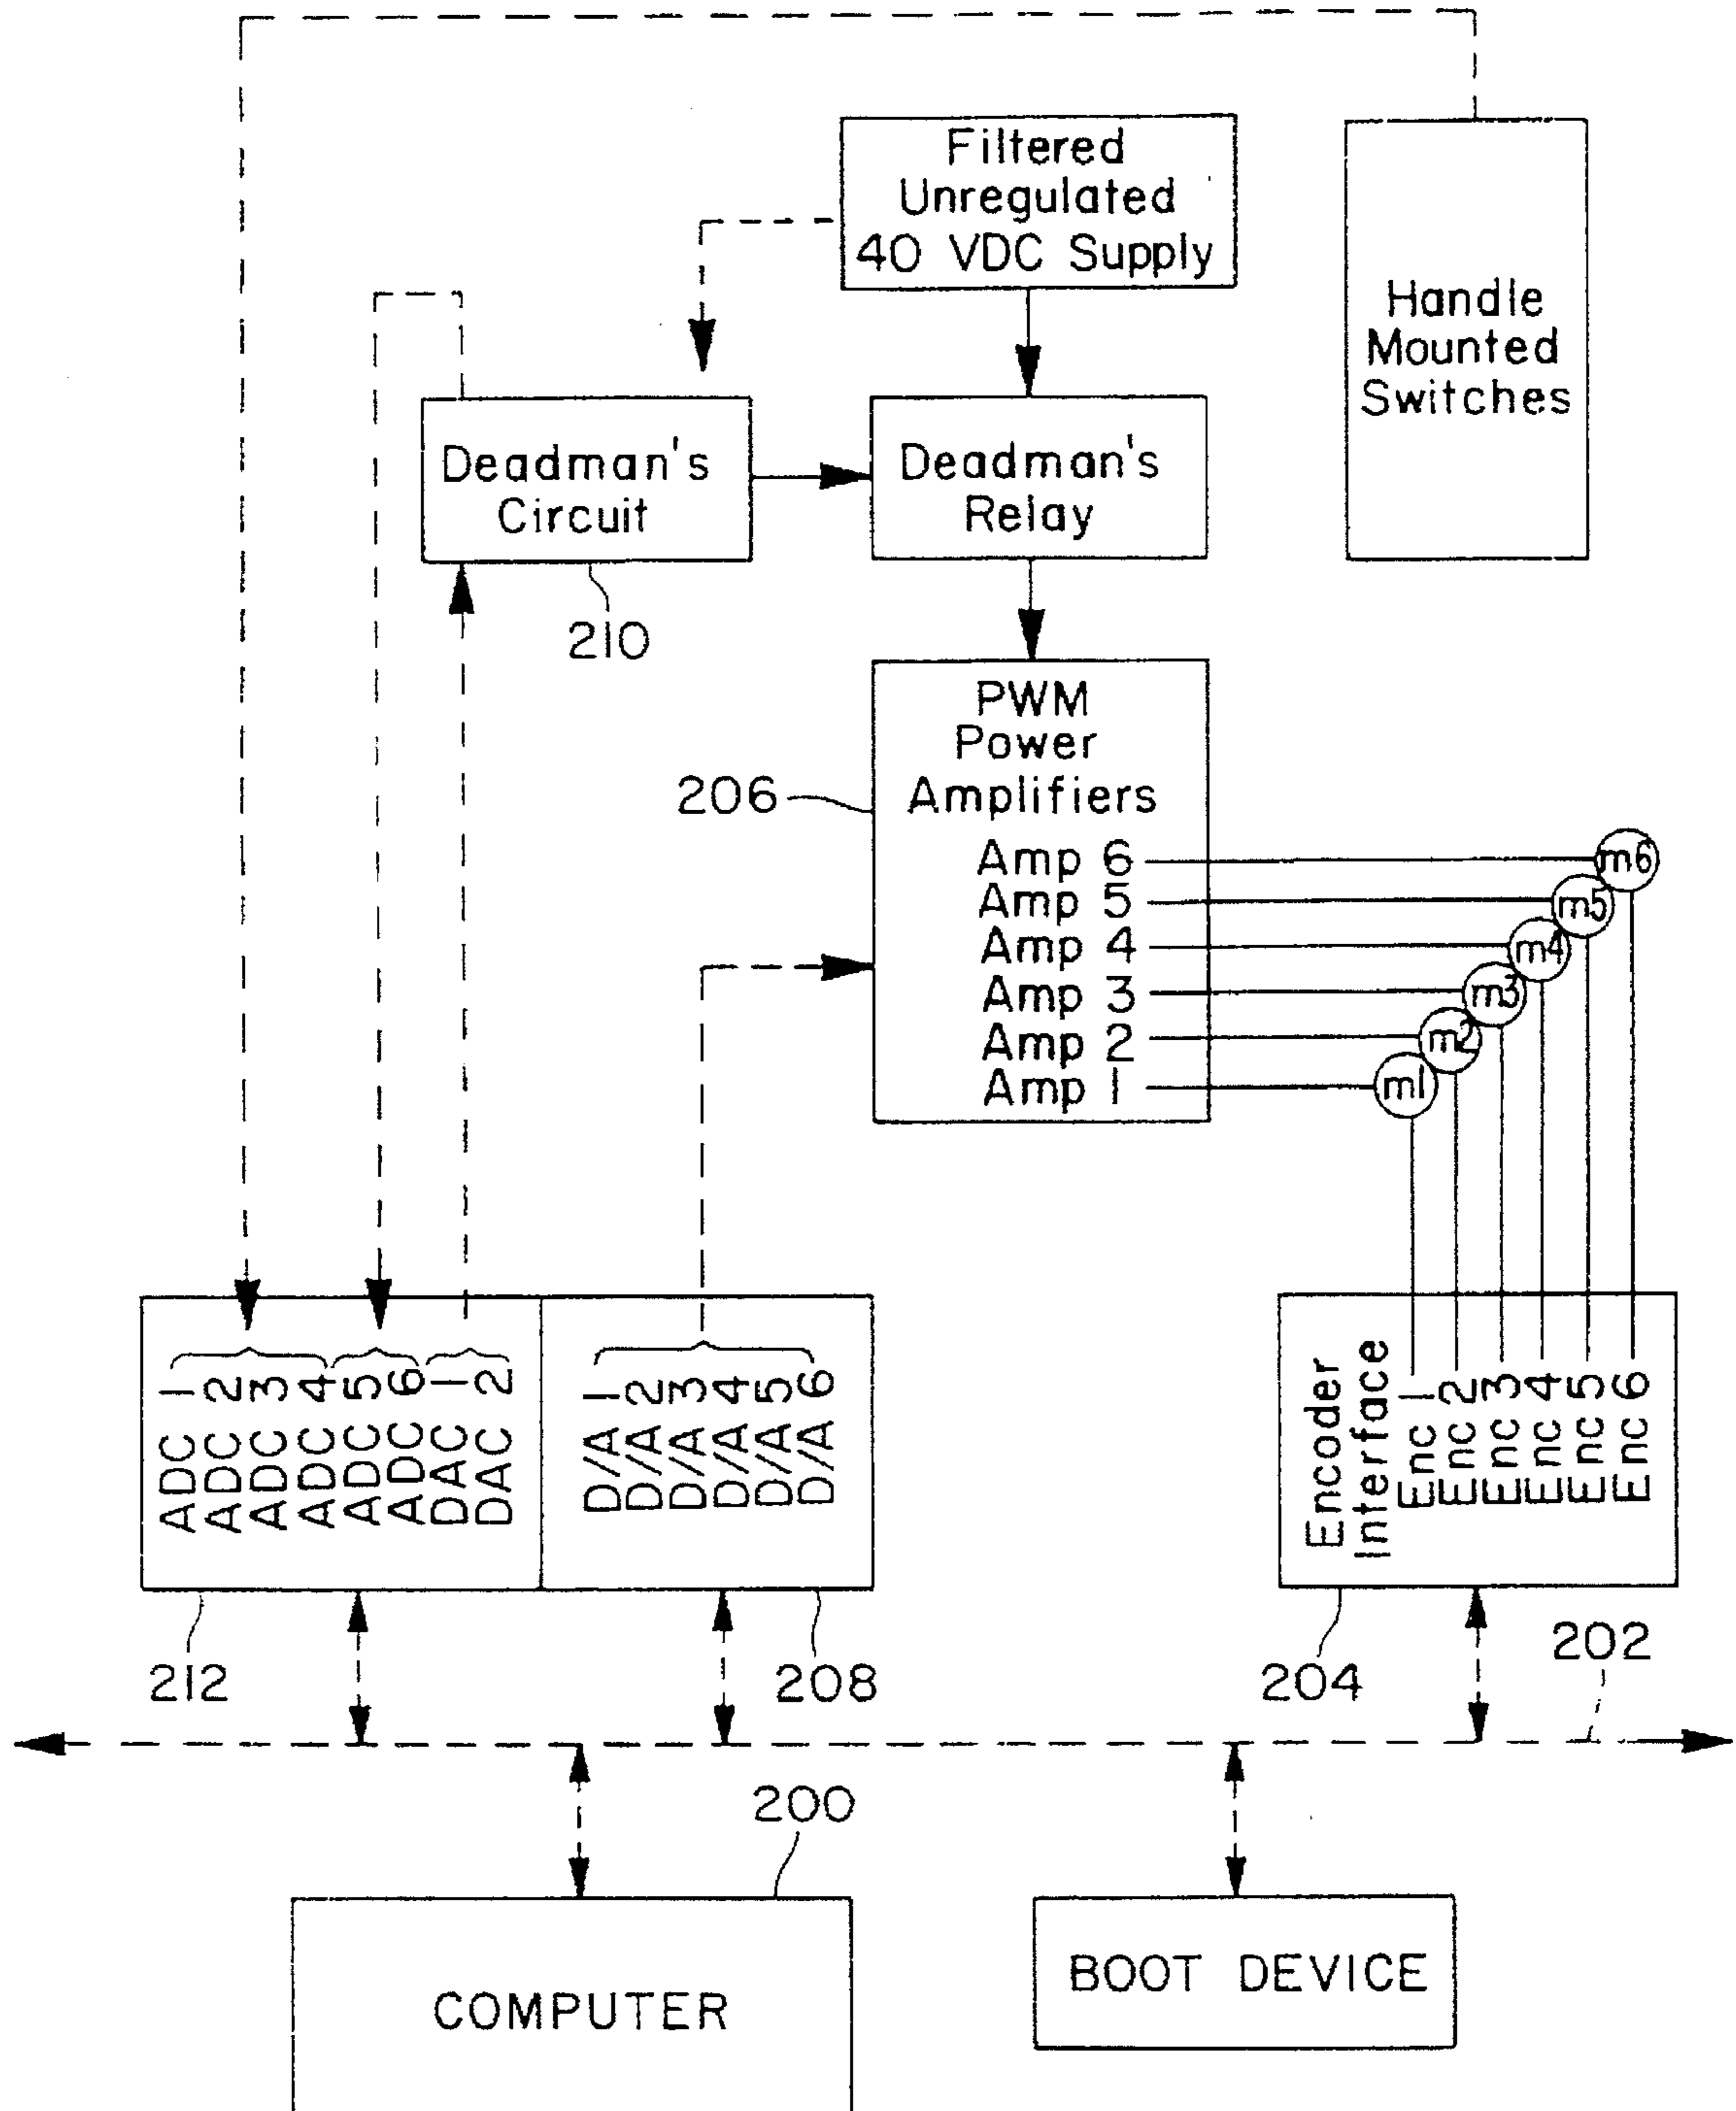 Filtered
Unregulated
40 VDC Supply
Handle
Mounted
Switches
Deadman's
Circuit
Deadman's
Relay
210
PWM
Power
Amplifiers
206
Amp 6
Amp 5
Amp 4
Amp 3
Amp 2
Amp 1
m6
m5
m4
m3
m2
m1
ADC 1
ADC 2
ADC 3
ADC 4
ADC 5
ADC 6
DAC 1
DAC 2
D/A 1
D/A 2
D/A 3
D/A 4
D/A 5
D/A 6
Encoder
Interface
Enc 1
Enc 2
Enc 3
Enc 4
Enc 5
Enc 6
212
208
204
202
200
COMPUTER
BOOT DEVICE